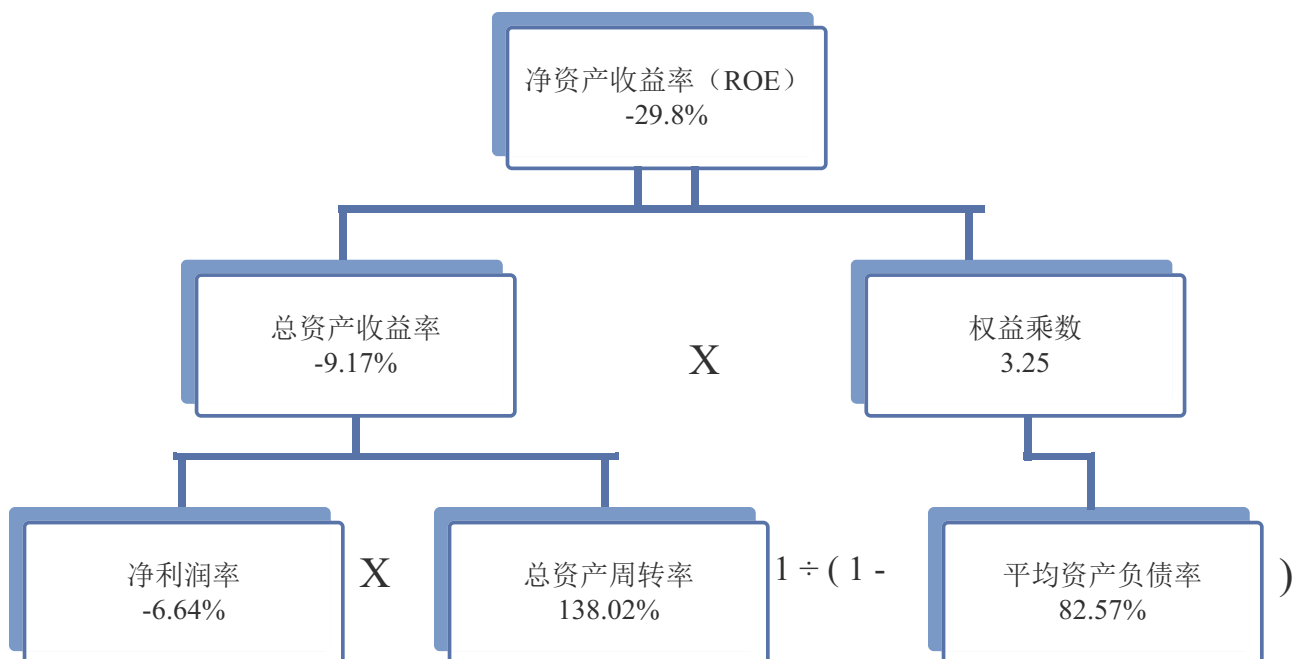 净资产收益率（ROE）
-29.8%
总资产收益率
-9.17%
X
权益乘数
3.25
净利润率
-6.64%
X
总资产周转率
138.02%
1 ÷ ( 1 -
平均资产负债率
82.57%
)